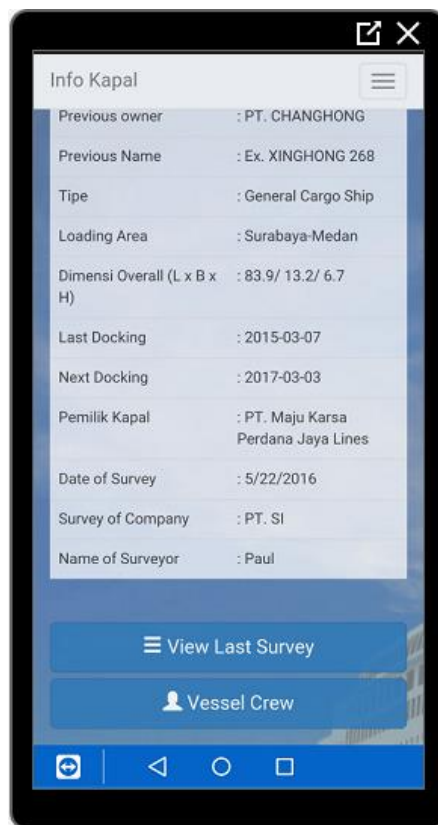 Info Kapal
Previous owner : PT. CHANGHONG
Previous Name : Ex. XINGHONG 268
Tipe : General Cargo Ship
Loading Area : Surabaya-Medan
Dimensi Overall (L x B x : 83.9/ 13.2/ 6.7
H)
Last Docking : 2015-03-07
Next Docking : 2017-03-03
Pemilik Kapal : PT. Maju Karsa
Perdana Jaya Lines
Date of Survey : 5/22/2016
Survey of Company : PT. SI
Name of Surveyor : Paul
View Last Survey
Vessel Crew